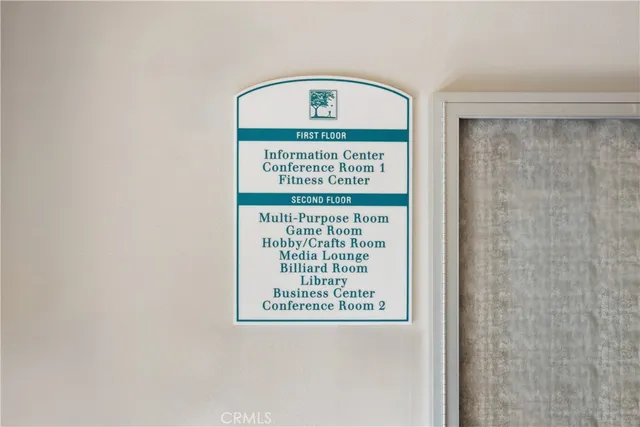 FIRST FLOOR
Information Center
Conference Room 1
Fitness Center
SECOND FLOOR
Multi-Purpose Room
Game Room
Hobby/Crafts Room
Media Lounge
Billiard Room
Library
Business Center
Conference Room 2
CRMLS